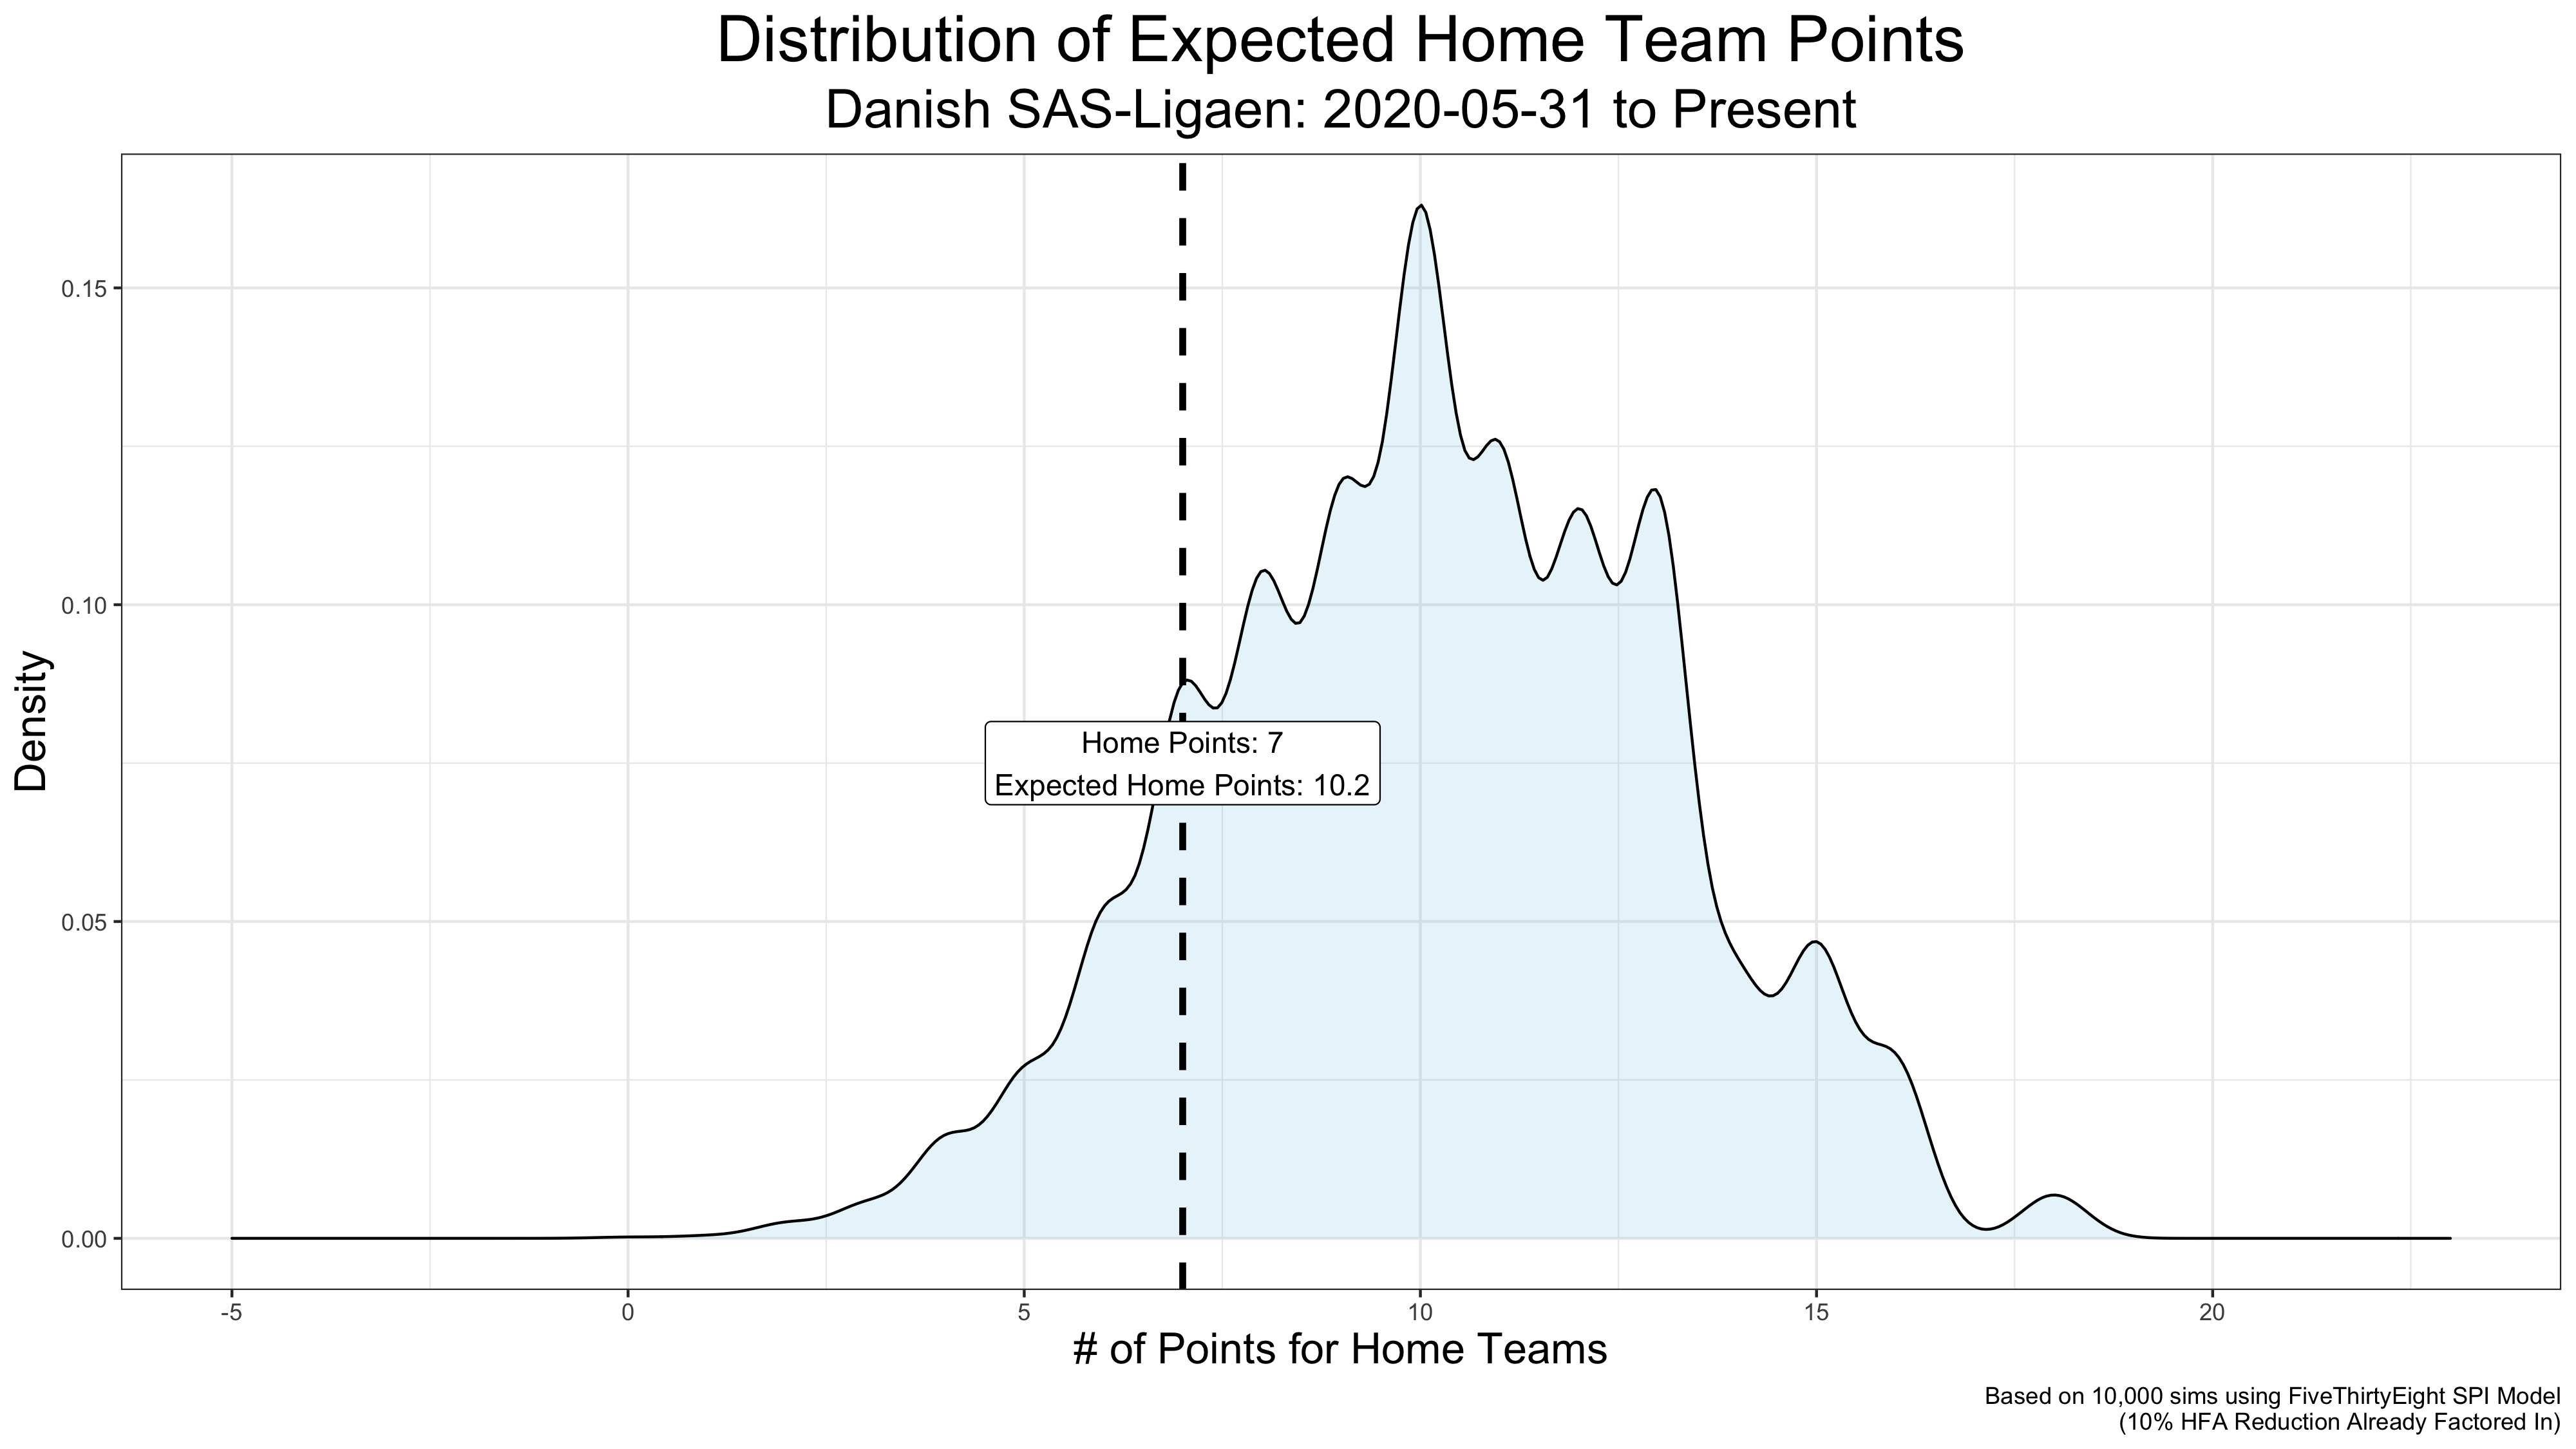 Distribution of Expected Home Team Points
Danish SAS-Ligaen: 2020-05-31 to Present
Density
0.15
0.10
0.05
0.00
Home Points: 7
Expected Home Points: 10.2
-5 0 5 10 15 20
# of Points for Home Teams
Based on 10,000 sims using FiveThirtyEight SPI Model
(10% HFA Reduction Already Factored In)